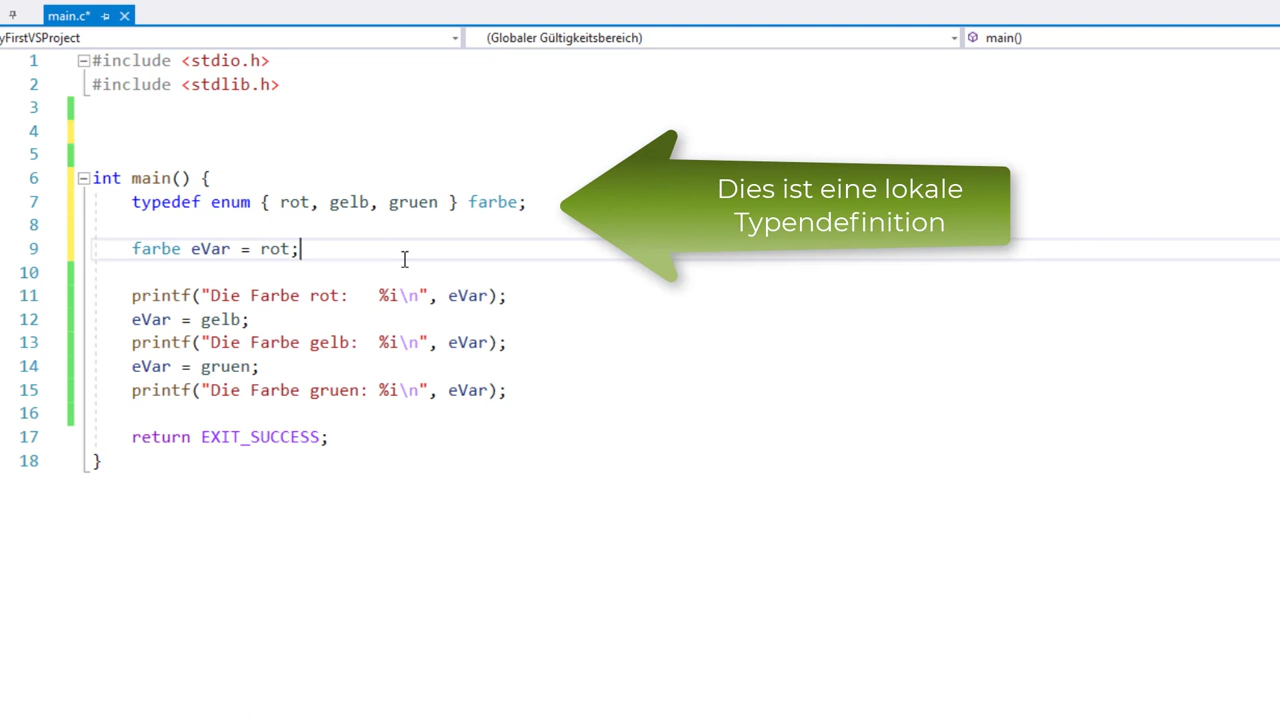 main.c*
yFirstVSProject
(Globaler Gültigkeitsbereich)
main()
1 #include <stdio.h>
2 #include <stdlib.h>
3
4
5
6 int main() {
7 typedef enum { rot, gelb, gruen } farbe;
8
9 farbe eVar = rot;
10
11 printf("Die Farbe rot:   %i\n", eVar);
12 eVar = gelb;
13 printf("Die Farbe gelb:  %i\n", eVar);
14 eVar = gruen;
15 printf("Die Farbe gruen: %i\n", eVar);
16
17 return EXIT_SUCCESS;
18 }
Dies ist eine lokale
Typendefinition